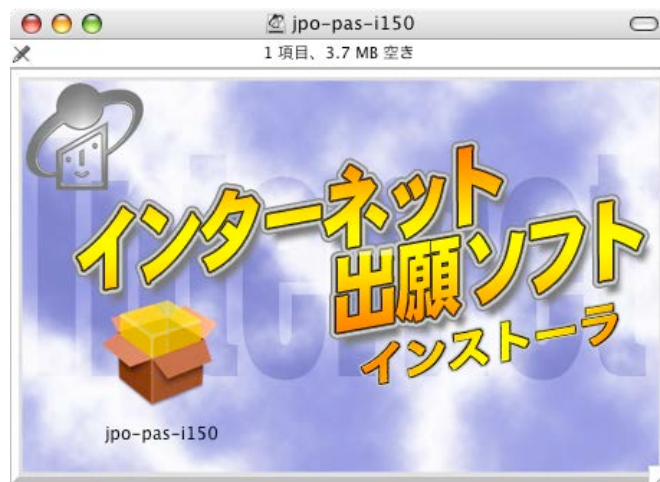 jpo-pas-i150
1 項目、3.7 MB 空き
Internet
インターネット
出願ソフト
インストーラ
jpo-pas-i150